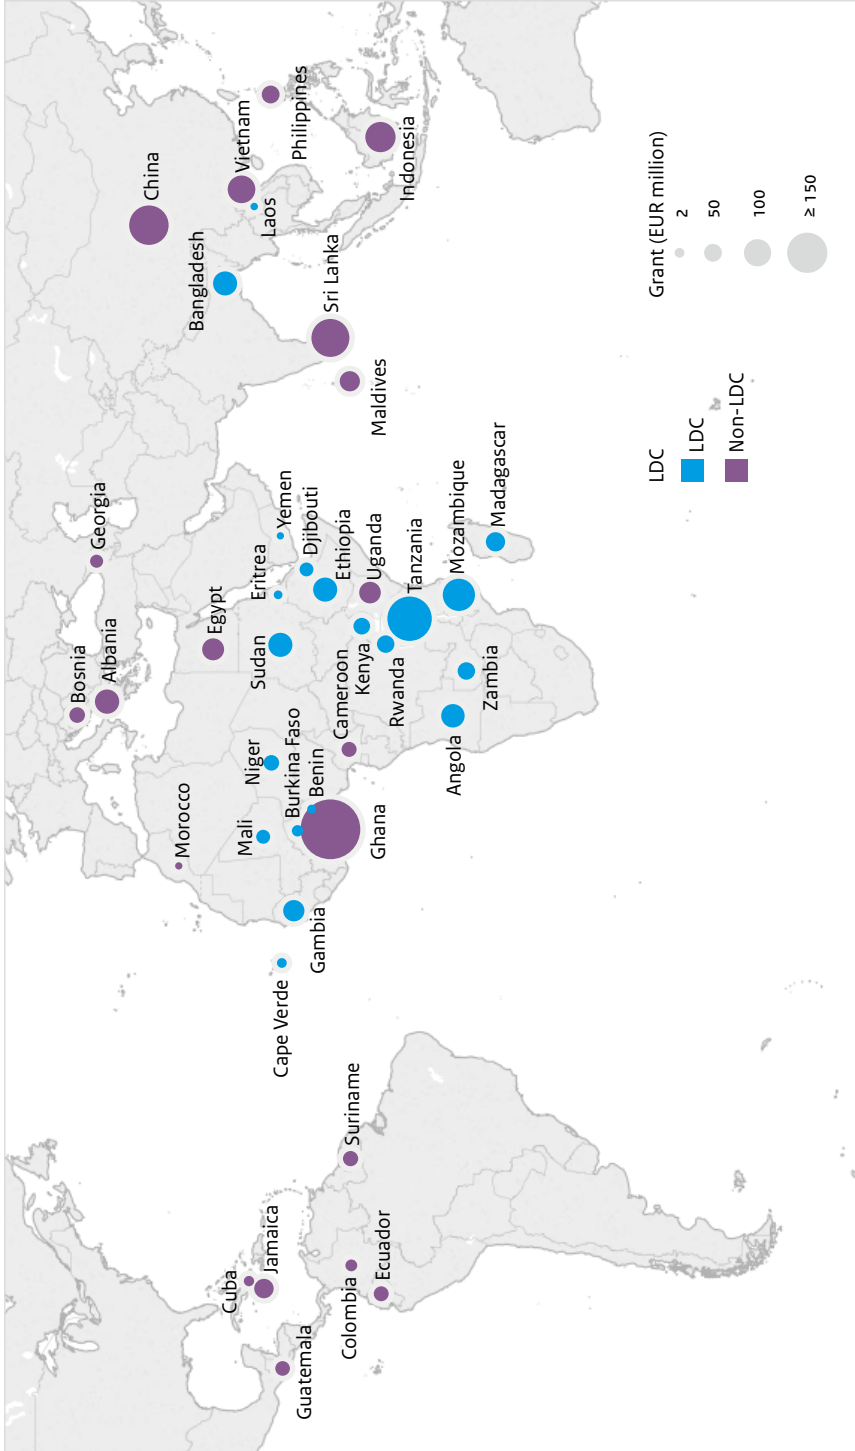 Bosnia
Albania
Georgia
China
Morocco
Egypt
Bangladesh
Vietnam
Laos
Philippines
Cuba
Jamaica
Guatemala
Cape Verde
Gambia
Mali
Niger
Burkina Faso
Benin
Ghana
Sudan
Eritrea
Yemen
Djibouti
Ethiopia
Maldives
Sri Lanka
Indonesia
Colombia
Ecuador
Suriname
Cameroon
Kenya
Uganda
Rwanda
Tanzania
Angola
Zambia
Mozambique
Madagascar
LDC
LDC
Non-LDC
Grant (EUR million)
2
50
100
≥ 150